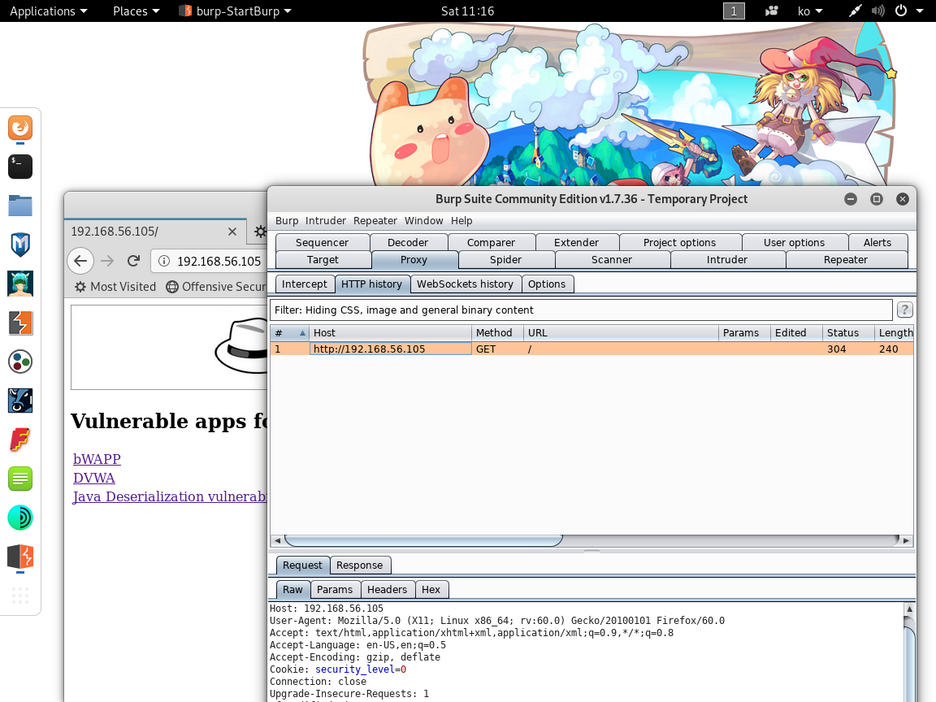 Applications Places burp-StartBurp Sat 11:16 1 ko
Burp Suite Community Edition v1.7.36 - Temporary Project
Burp Intruder Repeater Window Help
Sequencer Decoder Comparer Extender Project options User options Alerts
Target Proxy Spider Scanner Intruder Repeater
Intercept HTTP history WebSockets history Options
Filter: Hiding CSS, image and general binary content ?
# Host Method URL Params Edited Status Length
1 http://192.168.56.105 GET / 304 240
Request Response
Raw Params Headers Hex
Host: 192.168.56.105
User-Agent: Mozilla/5.0 (X11; Linux x86_64; rv:60.0) Gecko/20100101 Firefox/60.0
Accept: text/html,application/xhtml+xml,application/xml;q=0.9,*/*;q=0.8
Accept-Language: en-US,en;q=0.5
Accept-Encoding: gzip, deflate
Cookie: security_level=0
Connection: close
Upgrade-Insecure-Requests: 1
192.168.56.105/
192.168.56.105
Most Visited Offensive Secur
Vulnerable apps fo
bWAPP
DVWA
Java Deserialization vulnerab